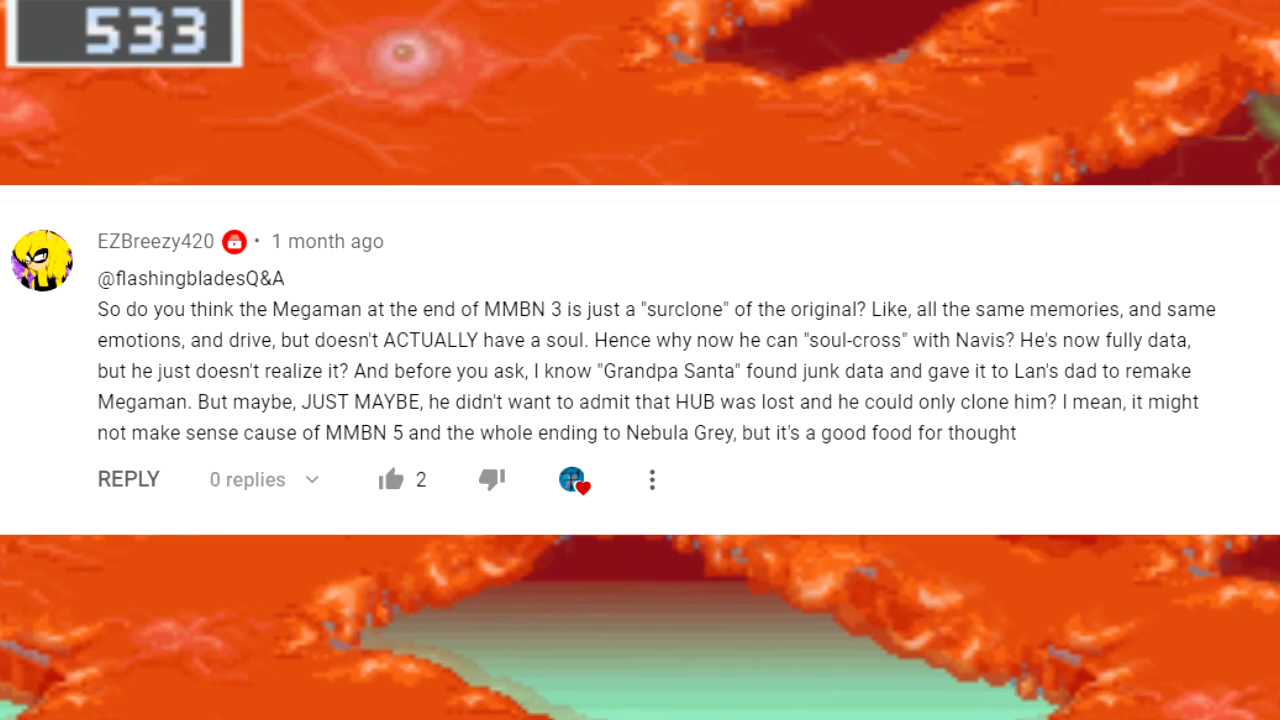 533
EZBreezy420 • 1 month ago
@flashingbladesQ&A
So do you think the Megaman at the end of MMBN 3 is just a "surclone" of the original? Like, all the same memories, and same
emotions, and drive, but doesn't ACTUALLY have a soul. Hence why now he can "soul-cross" with Navis? He's now fully data,
but he just doesn't realize it? And before you ask, I know "Grandpa Santa" found junk data and gave it to Lan's dad to remake
Megaman. But maybe, JUST MAYBE, he didn't want to admit that HUB was lost and he could only clone him? I mean, it might
not make sense cause of MMBN 5 and the whole ending to Nebula Grey, but it's a good food for thought
REPLY 0 replies 2